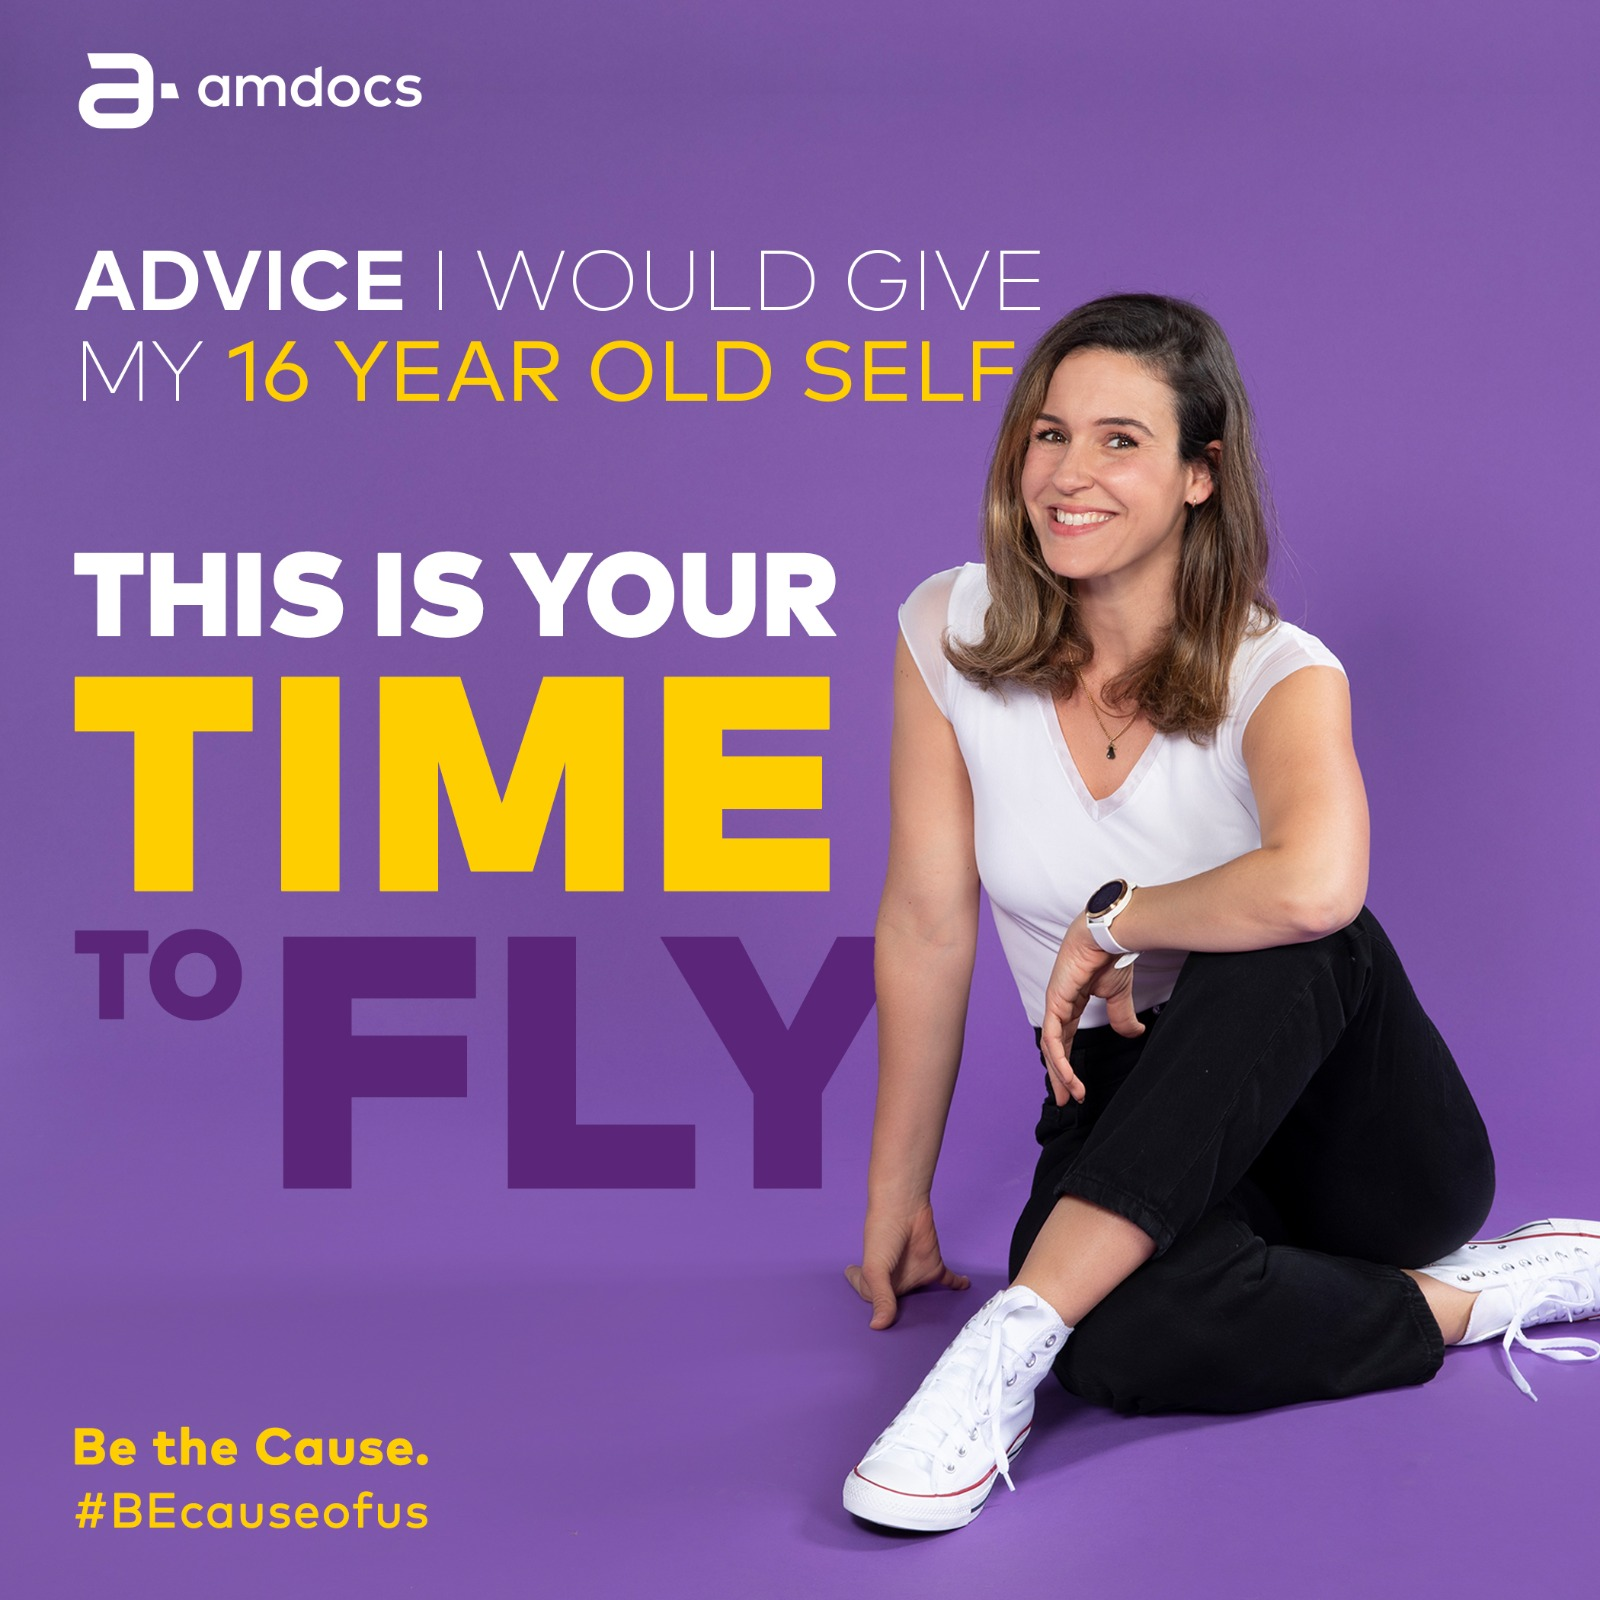 amdocs
ADVICE I WOULD GIVE
MY 16 YEAR OLD SELF
THIS IS YOUR
TIME
TO FLY
Be the Cause.
#BEcauseofus